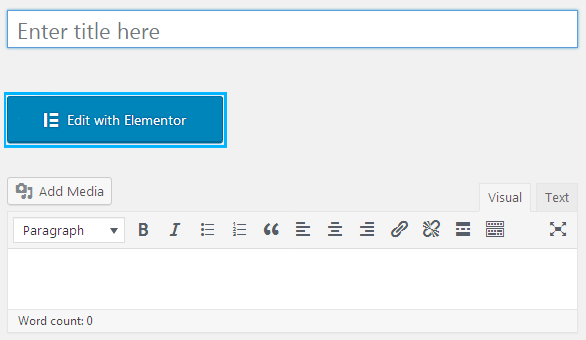 Enter title here
Edit with Elementor
Add Media
Visual Text
Paragraph B I
Word count: 0